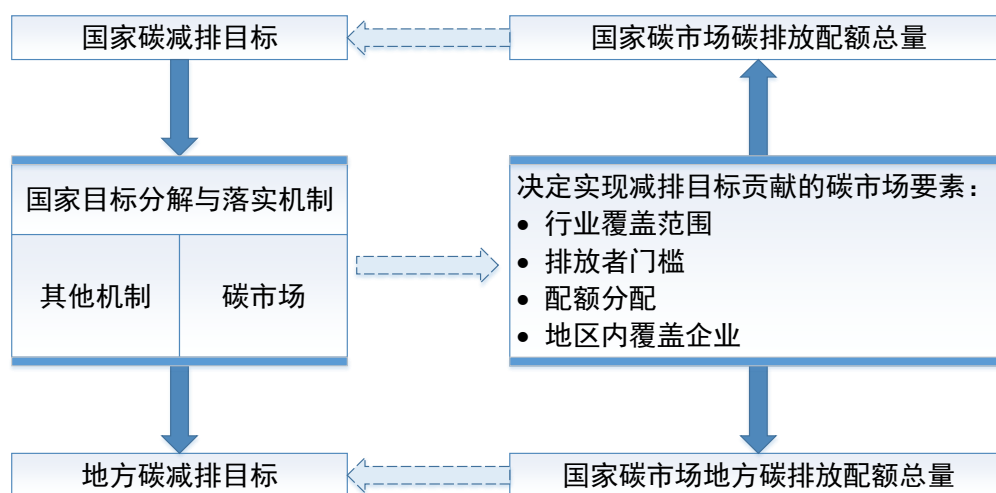 国家碳减排目标
国家碳市场碳排放配额总量
国家目标分解与落实机制
其他机制
碳市场
决定实现减排目标贡献的碳市场要素：
• 行业覆盖范围
• 排放者门槛
• 配额分配
• 地区内覆盖企业
地方碳减排目标
国家碳市场地方碳排放配额总量